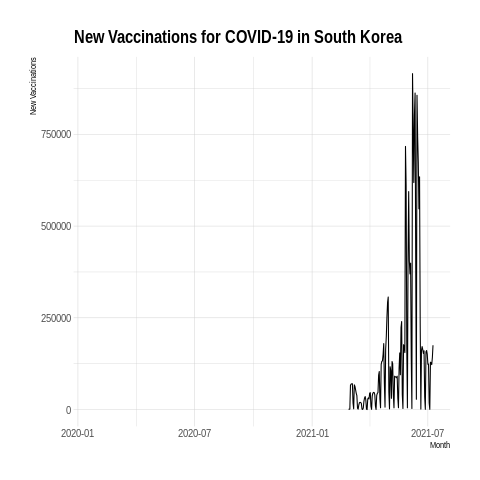 New Vaccinations for COVID-19 in South Korea
New Vaccinations
750000
500000
250000
0
2020-01 2020-07 2021-01 2021-07
Month